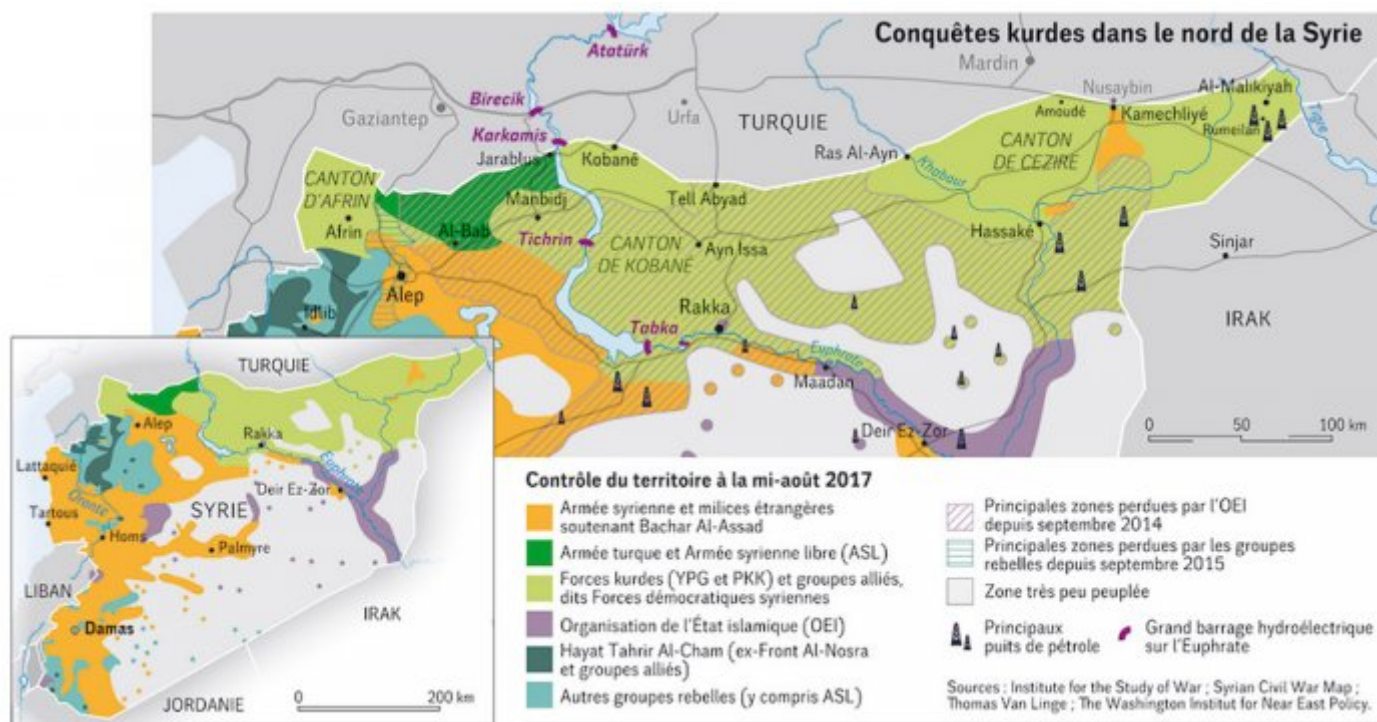 Conquêtes kurdes dans le nord de la Syrie
Atatürk
Mardin
Birecik
Nusaybin
Al-Malikiyah
Gaziantep
Amoudé
Kamechliyé
Urfa
TURQUIE
Rumeilan
Tigre
Karkamis
Jarablus
Kobané
Ras Al-Ayn
CANTON
DE CEZIRE
Khabour
CANTON
D'AFRIN
Manbidj
Tell Abyad
Afrin
Al-Bab
Tichrin
CANTON
DE KOBANE
Ayn Issa
Hassaké
Sinjar
Alep
Idlib
Rakka
IRAK
Tabka
Euphrate
Maadan
Deir Ez-Zor
0 50 100 km
TURQUIE
Alep
Rakka
Lattaquié
Euphrate
Deir Ez-Zor
Oronte
SYRIE
Tartous
Homs
Palmyre
LIBAN
IRAK
Damas
JORDANIE
0 200 km
Contrôle du territoire à la mi-août 2017
Armée syrienne et milices étrangères
soutenant Bachar Al-Assad
Armée turque et Armée syrienne libre (ASL)
Forces kurdes (YPG et PKK) et groupes alliés,
dits Forces démocratiques syriennes
Organisation de l'État islamique (OEI)
Hayat Tahrir Al-Cham (ex-Front Al-Nosra
et groupes alliés)
Autres groupes rebelles (y compris ASL)
Principales zones perdues par l'OEI
depuis septembre 2014
Principales zones perdues par les groupes
rebelles depuis septembre 2015
Zone très peu peuplée
Principaux
puits de pétrole
Grand barrage hydroélectrique
sur l'Euphrate
Sources : Institute for the Study of War ; Syrian Civil War Map ;
Thomas Van Linge ; The Washington Institut for Near East Policy.